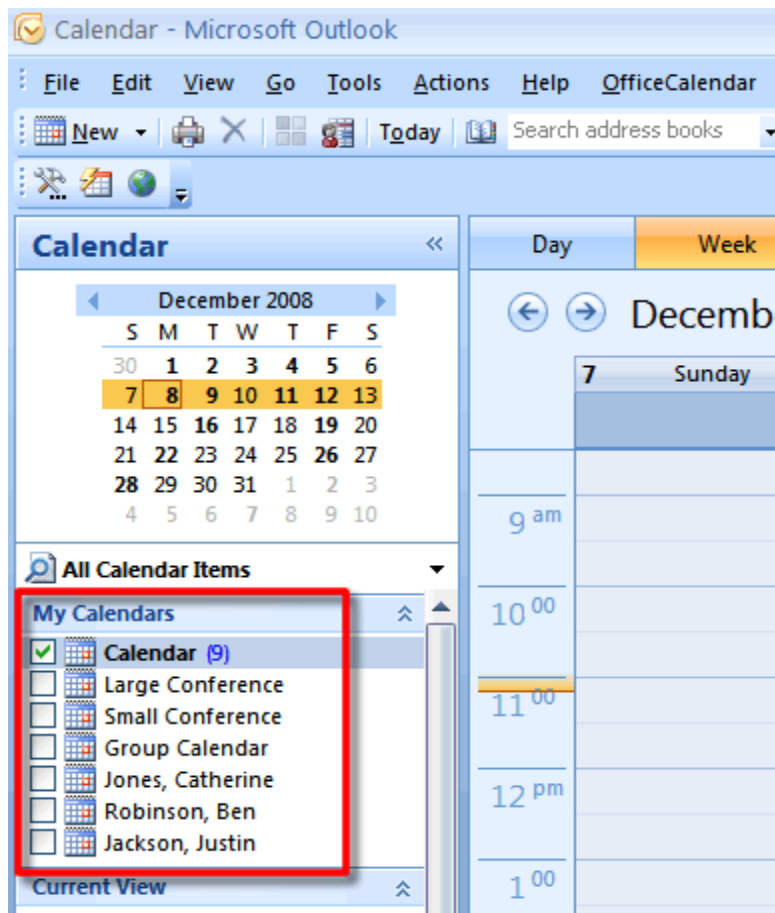 Calendar - Microsoft Outlook
File Edit View Go Tools Actions Help OfficeCalendar
New Today Search address books
Calendar «
Day Week
December 2008
S M T W T F S
30 1 2 3 4 5 6
7 8 9 10 11 12 13
14 15 16 17 18 19 20
21 22 23 24 25 26 27
28 29 30 31 1 2 3
4 5 6 7 8 9 10
Decemb
7 Sunday
All Calendar Items
My Calendars
Calendar (9)
Large Conference
Small Conference
Group Calendar
Jones, Catherine
Robinson, Ben
Jackson, Justin
Current View
9 am
10 00
11 00
12 pm
1 00